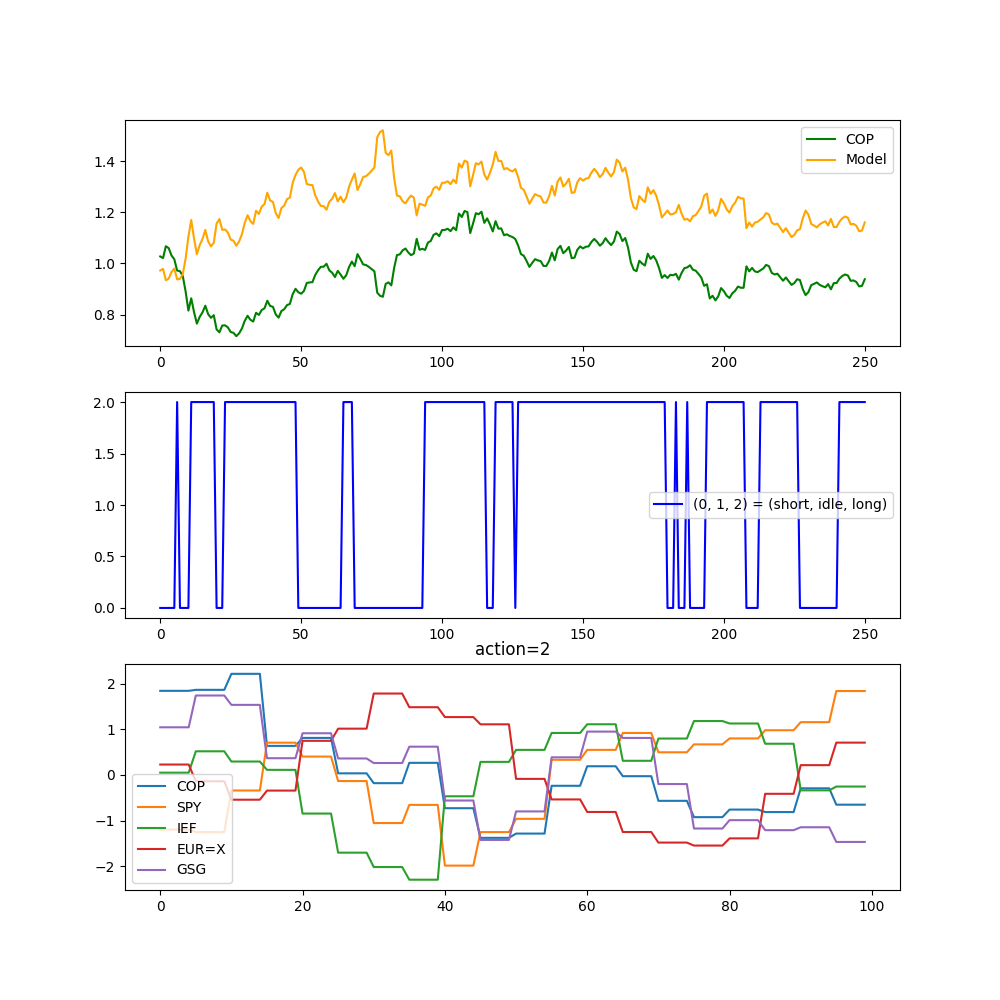 COP
Model
1.4
1.2
1.0
0.8
0 50 100 150 200 250
2.0
1.5
1.0
0.5
0.0
(0, 1, 2) = (short, idle, long)
0 50 100 150 200 250
action=2
2
1
0
−1
−2
COP
SPY
IEF
EUR=X
GSG
0 20 40 60 80 100